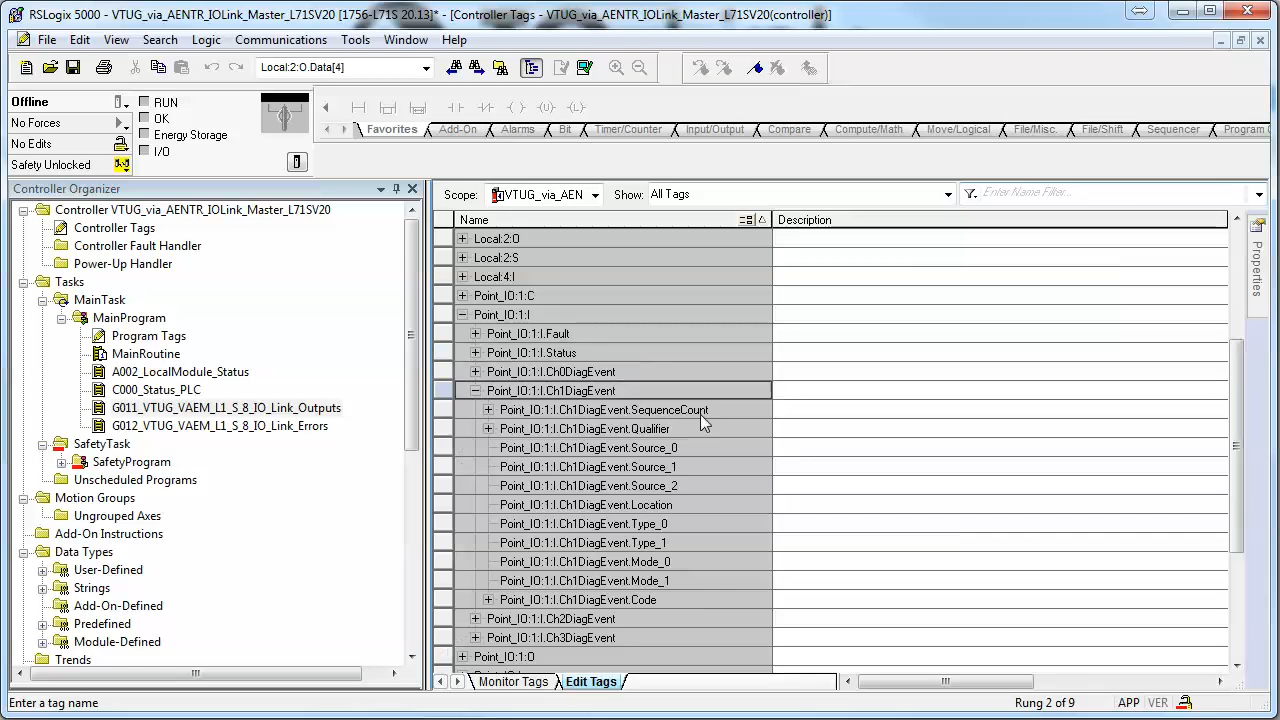 RSLogix 5000 - VTUG_via_AENTR_IOLink_Master_L71SV20 [1756-L71S 20.13]* - [Controller Tags - VTUG_via_AENTR_IOLink_Master_L71SV20(controller)]
File Edit View Search Logic Communications Tools Window Help
Local:2:O.Data[4]
Offline
No Forces
No Edits
Safety Unlocked
RUN
OK
Energy Storage
I/O
Favorites Add-On Alarms Bit Timer/Counter Input/Output Compare Compute/Math Move/Logical File/Misc. File/Shift Sequencer Program C
Controller Organizer
Controller VTUG_via_AENTR_IOLink_Master_L71SV20
Controller Tags
Controller Fault Handler
Power-Up Handler
Tasks
MainTask
MainProgram
Program Tags
MainRoutine
A002_LocalModule_Status
C000_Status_PLC
G011_VTUG_VAEM_L1_S_8_IO_Link_Outputs
G012_VTUG_VAEM_L1_S_8_IO_Link_Errors
SafetyTask
SafetyProgram
Unscheduled Programs
Motion Groups
Ungrouped Axes
Add-On Instructions
Data Types
User-Defined
Strings
Add-On-Defined
Predefined
Module-Defined
Trends
Scope: VTUG_via_AEN Show: All Tags Enter Name Filter...
Name Description
Local:2:O
Local:2:S
Local:4:I
Point_IO:1:C
Point_IO:1:I
Point_IO:1:I.Fault
Point_IO:1:I.Status
Point_IO:1:I.Ch0DiagEvent
Point_IO:1:I.Ch1DiagEvent
Point_IO:1:I.Ch1DiagEvent.SequenceCount
Point_IO:1:I.Ch1DiagEvent.Qualifier
Point_IO:1:I.Ch1DiagEvent.Source_0
Point_IO:1:I.Ch1DiagEvent.Source_1
Point_IO:1:I.Ch1DiagEvent.Source_2
Point_IO:1:I.Ch1DiagEvent.Location
Point_IO:1:I.Ch1DiagEvent.Type_0
Point_IO:1:I.Ch1DiagEvent.Type_1
Point_IO:1:I.Ch1DiagEvent.Mode_0
Point_IO:1:I.Ch1DiagEvent.Mode_1
Point_IO:1:I.Ch1DiagEvent.Code
Point_IO:1:I.Ch2DiagEvent
Point_IO:1:I.Ch3DiagEvent
Point_IO:1:O
Monitor Tags Edit Tags
Properties
Enter a tag name
Rung 2 of 9 APP VER